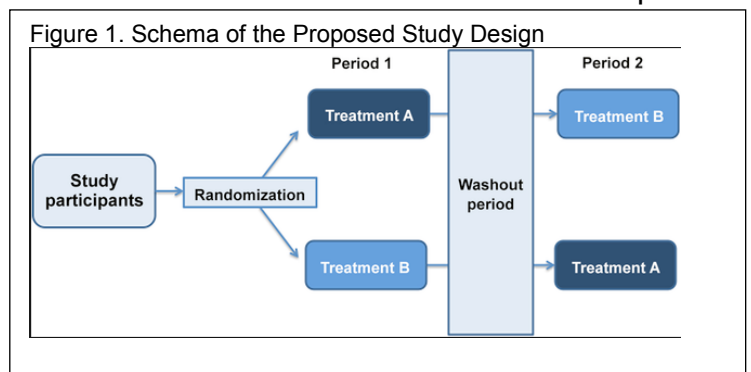 Figure 1. Schema of the Proposed Study Design
Period 1
Period 2
Treatment A
Treatment B
Study
participants
Randomization
Washout
period
Treatment B
Treatment A